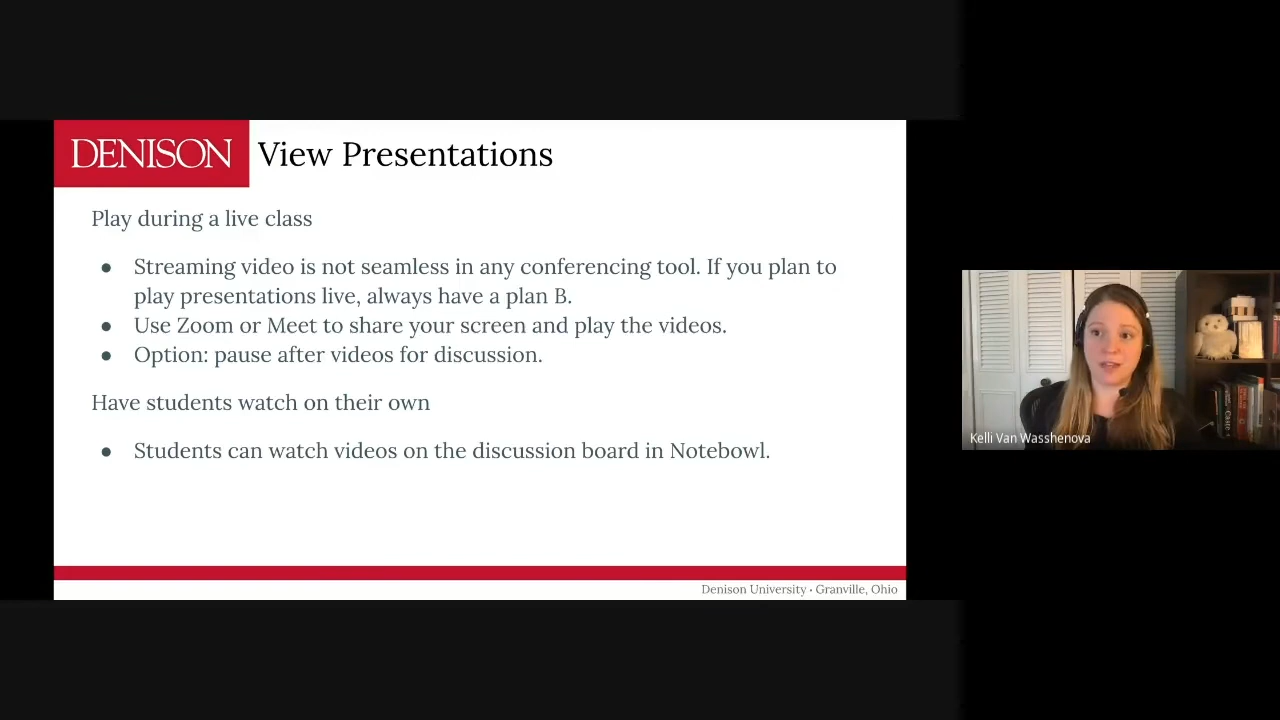 DENISON
View Presentations
Play during a live class
● Streaming video is not seamless in any conferencing tool. If you plan to
play presentations live, always have a plan B.
● Use Zoom or Meet to share your screen and play the videos.
● Option: pause after videos for discussion.
Have students watch on their own
● Students can watch videos on the discussion board in Notebowl.
Denison University · Granville, Ohio
Kelli Van Wasshenova